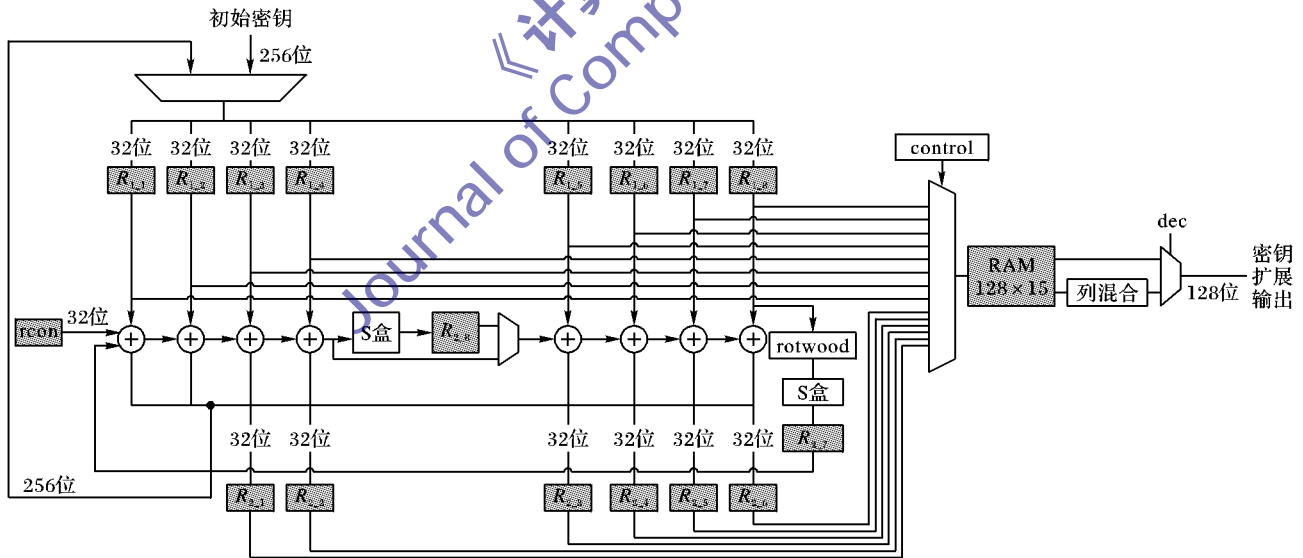 初始密钥
256位
《计算
Journal of Comp
32位 32位 32位 32位 32位 32位 32位 32位
R1_1 R1_2 R1_3 R1_4 R1_5 R1_6 R1_7 R1_8
control
dec
RAM
128×15
列混合
128位
密钥
扩展
输出
rcon 32位
S盒 R2_8
rotwood
S盒
32位 32位 32位 32位 32位 32位
256位
R2_1 R2_3 R2_4 R2_5 R2_6